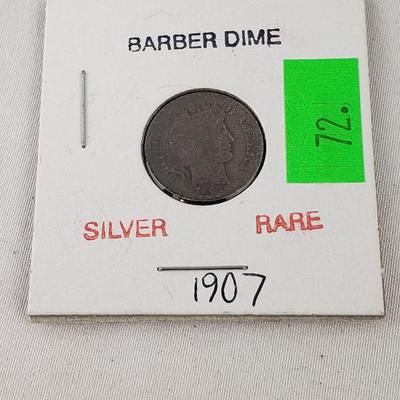 BARBER DIME
72.
SILVER RARE
1907